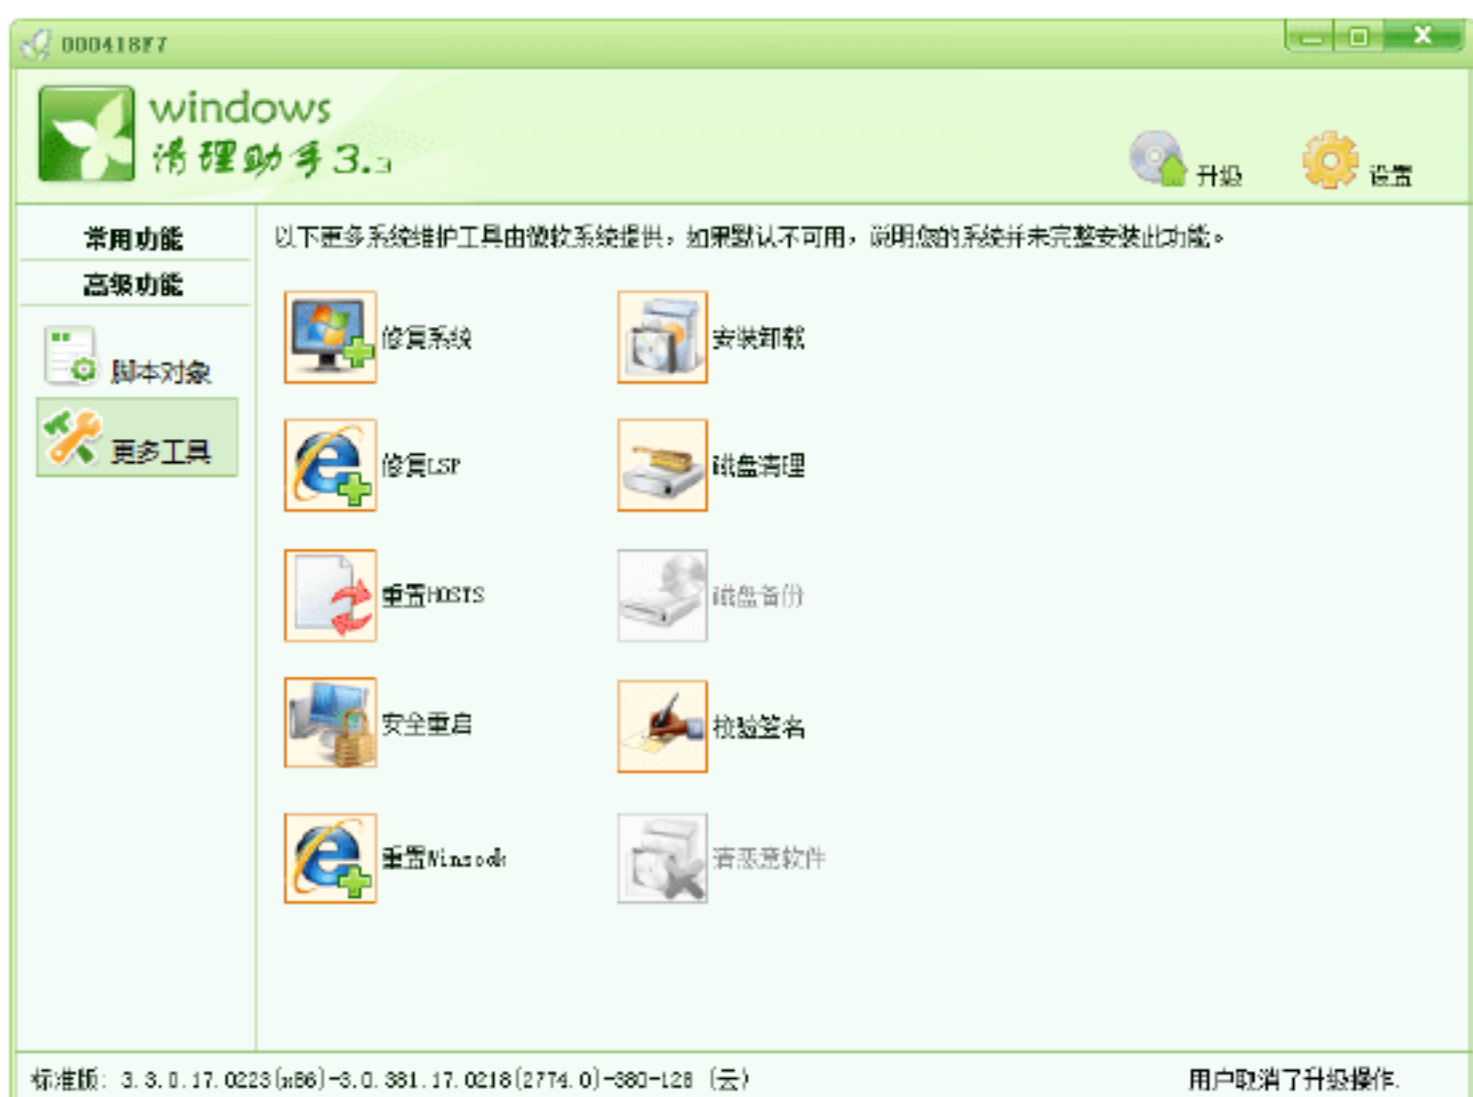 000418F7
windows
清理助手3.3
升级
设置
常用功能
高级功能
脚本对象
更多工具
以下更多系统维护工具由微软系统提供，如果默认不可用，说明您的系统并未完整安装此功能。
修复系统
安装卸载
修复LSP
磁盘清理
重置HOSTS
磁盘备份
安全重启
校验签名
重置Winsock
清恶意软件
标准版: 3.3.0.17.0223(x86)-3.0.381.17.0218(2774.0)-380-128 (云)
用户取消了升级操作.